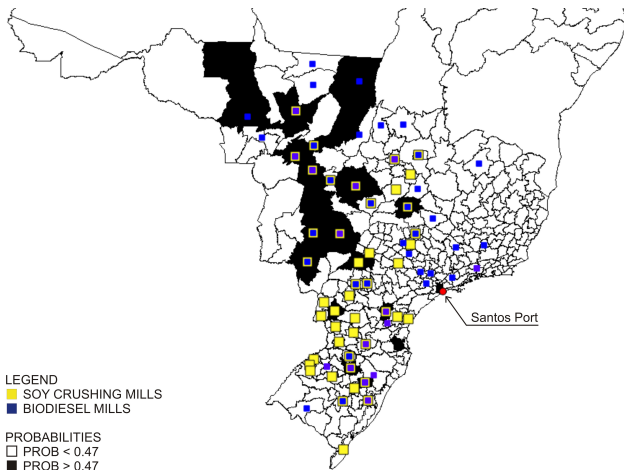 Santos Port
LEGEND
SOY CRUSHING MILLS
BIODIESEL MILLS
PROBABILITIES
PROB < 0.47
PROB > 0.47